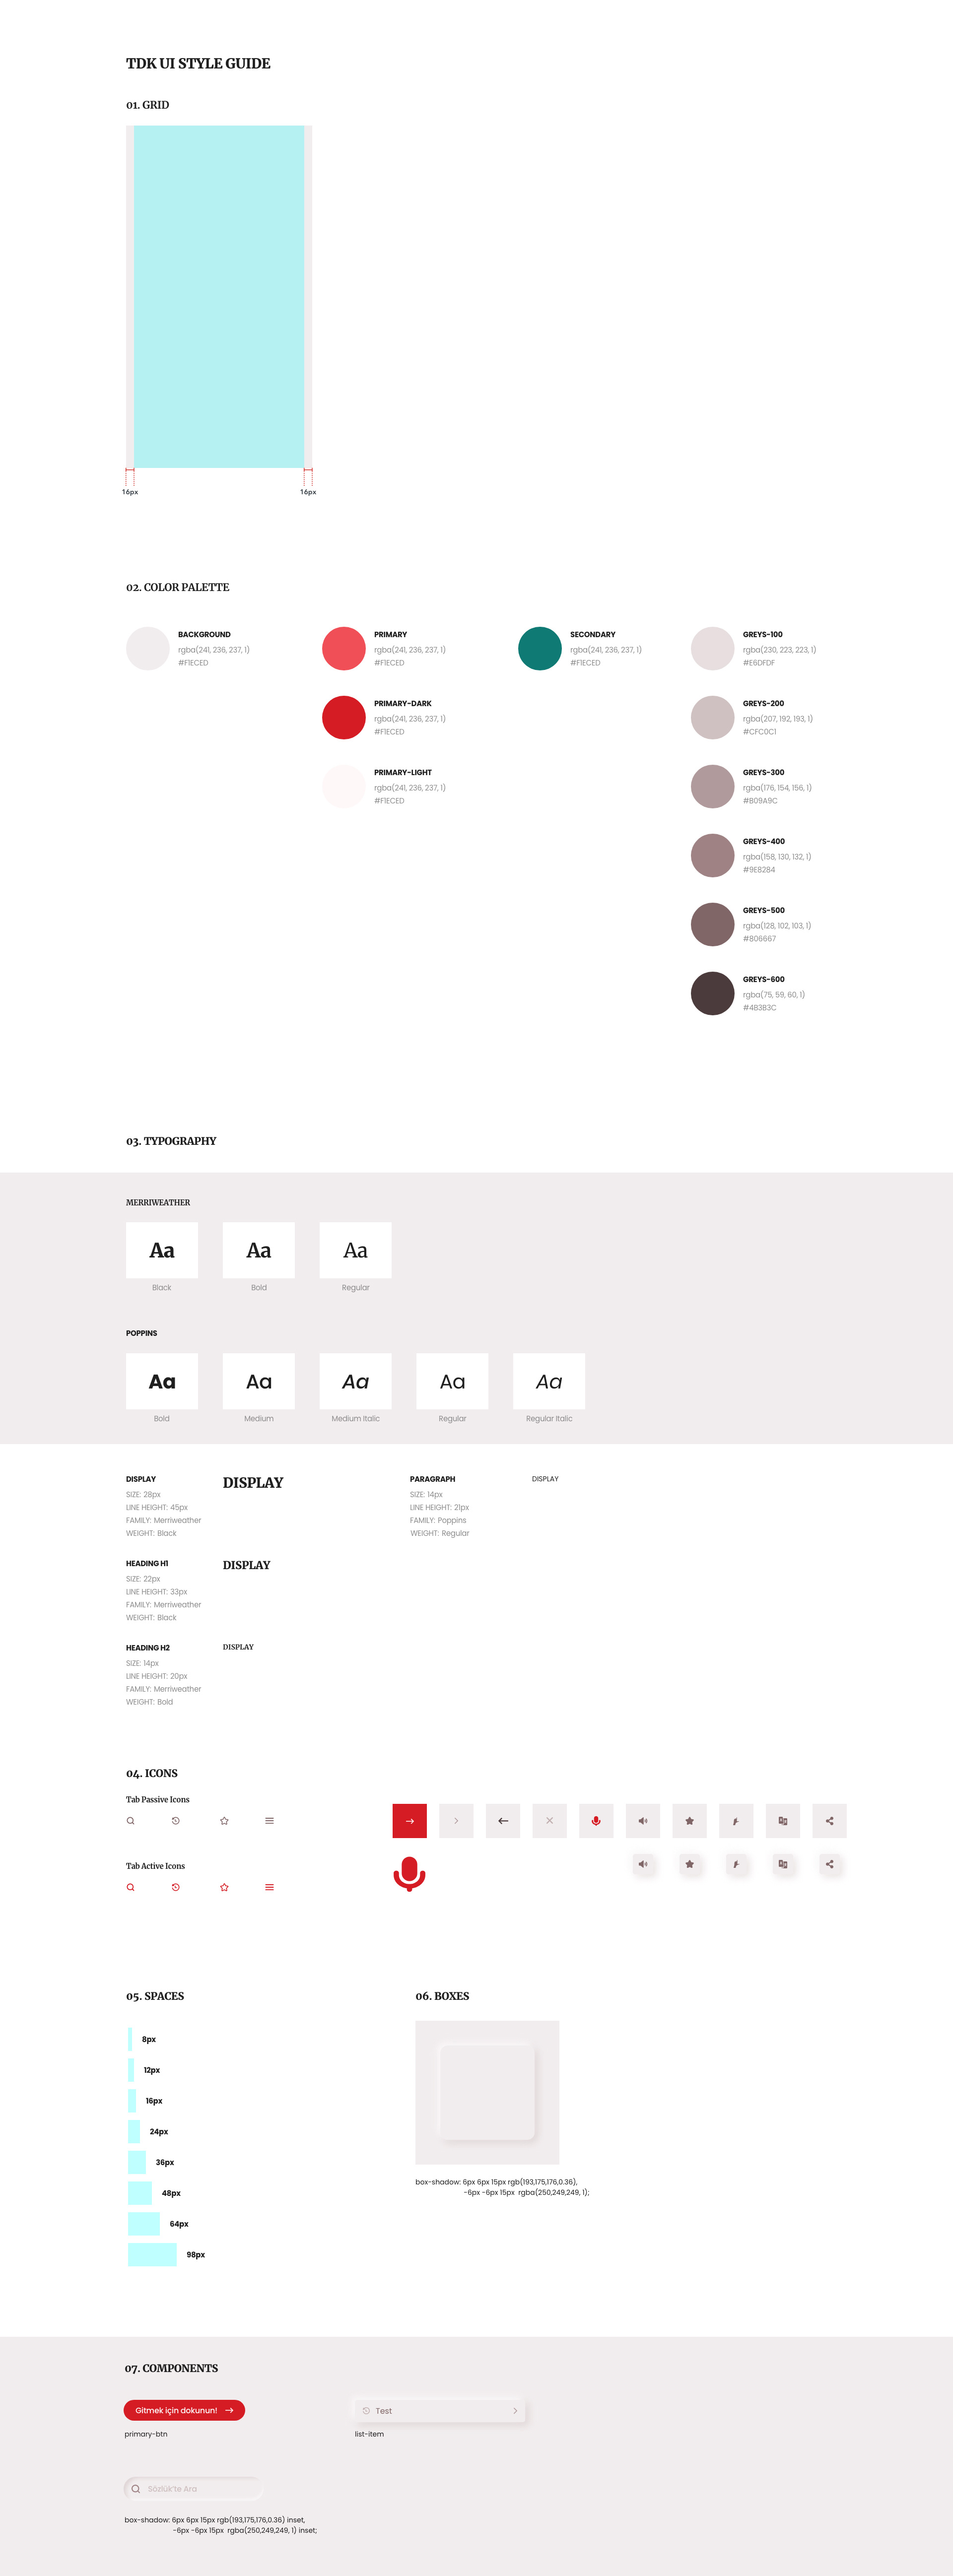 TDK UI STYLE GUIDE
01. GRID
16px
16px
02. COLOR PALETTE
BACKGROUND
rgba(241, 236, 237, 1)
#F1ECED
PRIMARY
rgba(241, 236, 237, 1)
#F1ECED
PRIMARY-DARK
rgba(241, 236, 237, 1)
#F1ECED
PRIMARY-LIGHT
rgba(241, 236, 237, 1)
#F1ECED
SECONDARY
rgba(241, 236, 237, 1)
#F1ECED
GREYS-100
rgba(230, 223, 223, 1)
#E6DFDF
GREYS-200
rgba(207, 192, 193, 1)
#CFC0C1
GREYS-300
rgba(176, 154, 156, 1)
#B09A9C
GREYS-400
rgba(158, 130, 132, 1)
#9E8284
GREYS-500
rgba(128, 102, 103, 1)
#806667
GREYS-600
rgba(75, 59, 60, 1)
#4B3B3C
03. TYPOGRAPHY
MERRIWEATHER
Aa
Aa
Aa
Black
Bold
Regular
POPPINS
Aa
Aa
Aa
Aa
Aa
Bold
Medium
Medium Italic
Regular
Regular Italic
DISPLAY
SIZE: 28px
LINE HEIGHT: 45px
FAMILY: Merriweather
WEIGHT: Black
DISPLAY
HEADING H1
SIZE: 22px
LINE HEIGHT: 33px
FAMILY: Merriweather
WEIGHT: Black
DISPLAY
HEADING H2
SIZE: 14px
LINE HEIGHT: 20px
FAMILY: Merriweather
WEIGHT: Bold
DISPLAY
PARAGRAPH
SIZE: 14px
LINE HEIGHT: 21px
FAMILY: Poppins
WEIGHT: Regular
DISPLAY
04. ICONS
Tab Passive Icons
Tab Active Icons
05. SPACES
8px
12px
16px
24px
36px
48px
64px
98px
06. BOXES
box-shadow: 6px 6px 15px rgb(193,175,176,0.36),
-6px -6px 15px rgba(250,249,249, 1);
07. COMPONENTS
Gitmek için dokunun!
primary-btn
Test
list-item
Sözlük'te Ara
box-shadow: 6px 6px 15px rgb(193,175,176,0.36) inset,
-6px -6px 15px rgba(250,249,249, 1) inset;